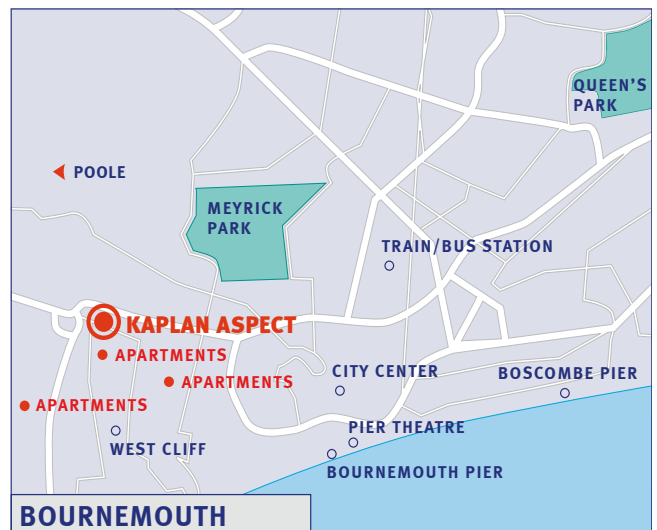 QUEEN'S
PARK
POOLE
MEYRICK
PARK
TRAIN/BUS STATION
KAPLAN ASPECT
APARTMENTS
APARTMENTS
CITY CENTER
BOSCOMBE PIER
APARTMENTS
PIER THEATRE
WEST CLIFF
BOURNEMOUTH PIER
BOURNEMOUTH